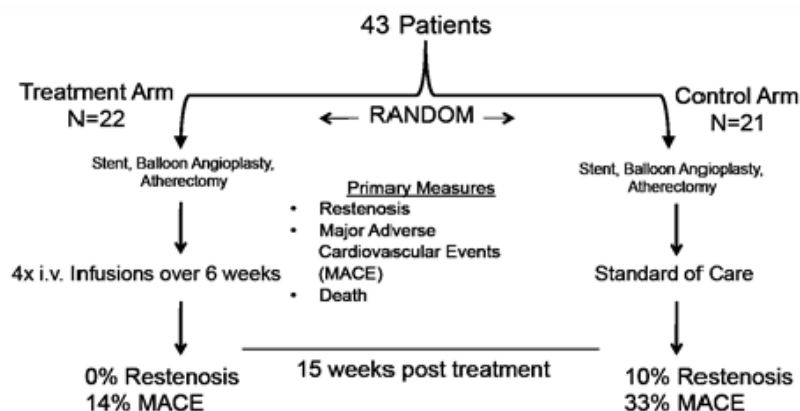 43 Patients
Treatment Arm
N=22
← RANDOM →
Control Arm
N=21
Stent, Balloon Angioplasty,
Atherectomy
Stent, Balloon Angioplasty,
Atherectomy
Primary Measures
• Restenosis
• Major Adverse
Cardiovascular Events
(MACE)
• Death
4x i.v. Infusions over 6 weeks
Standard of Care
15 weeks post treatment
0% Restenosis
14% MACE
10% Restenosis
33% MACE